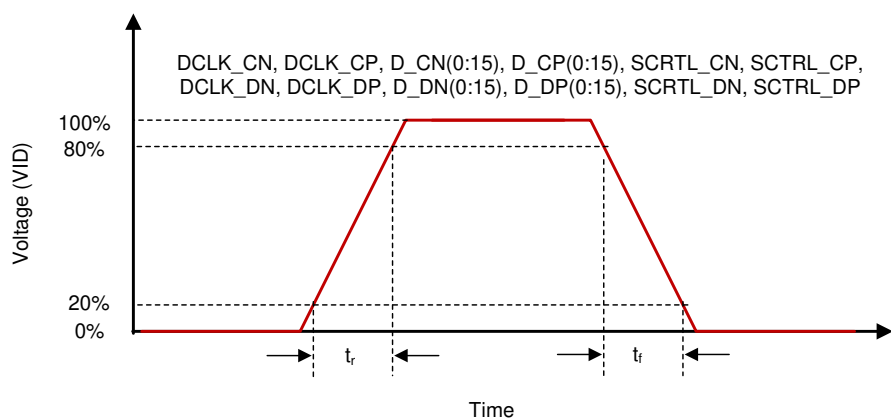 DCLK_CN, DCLK_CP, D_CN(0:15), D_CP(0:15), SCRTL_CN, SCTRL_CP,
DCLK_DN, DCLK_DP, D_DN(0:15), D_DP(0:15), SCRTL_DN, SCTRL_DP
100%
80%
Voltage (VID)
20%
0%
tr
tf
Time